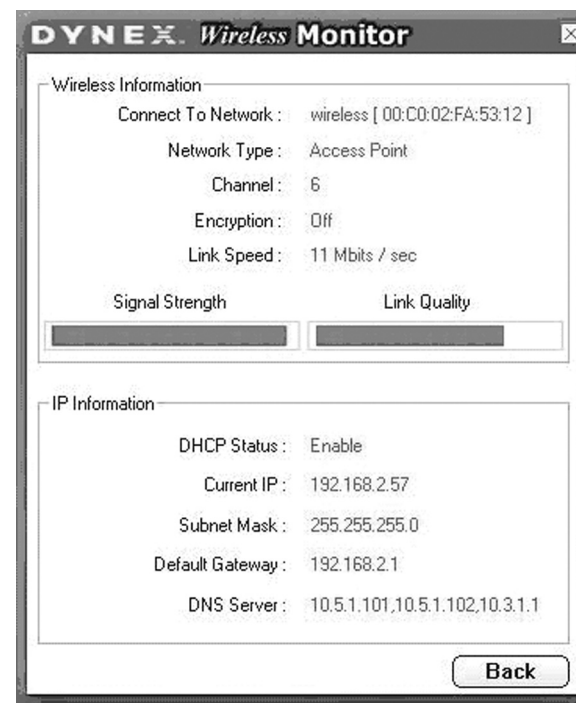 DYNEX Wireless Monitor
Wireless Information
Connect To Network : wireless [ 00:C0:02:FA:53:12 ]
Network Type : Access Point
Channel : 6
Encryption : Off
Link Speed : 11 Mbits / sec
Signal Strength Link Quality
IP Information
DHCP Status : Enable
Current IP : 192.168.2.57
Subnet Mask : 255.255.255.0
Default Gateway : 192.168.2.1
DNS Server : 10.5.1.101,10.5.1.102,10.3.1.1
Back